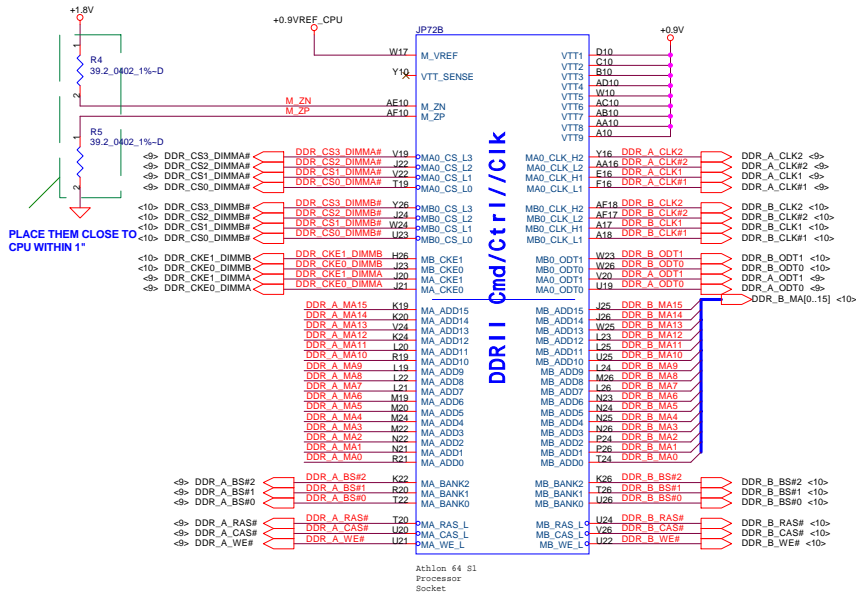 +1.8V
+0.9VREF_CPU
JP72B
+0.9V
1
R4
39.2_0402_1%~D
2
W17 M_VREF VTT1 D10
VTT2 C10
Y10 VTT_SENSE VTT3 B10
VTT4 AD10
VTT5 W10
M_ZN AE10 M_ZN VTT6 AC10
M_ZP AF10 M_ZP VTT7 AB10
VTT8 AA10
VTT9 A10
1
R5
39.2_0402_1%~D
2
PLACE THEM CLOSE TO
CPU WITHIN 1"
DDRII Cmd/Ctrl//Clk
<9> DDR_CS3_DIMMA# DDR_CS3_DIMMA# V19 MA0_CS_L3 MA0_CLK_H2 Y16 DDR_A_CLK2 DDR_A_CLK2 <9>
<9> DDR_CS2_DIMMA# DDR_CS2_DIMMA# J22 MA0_CS_L2 MA0_CLK_L2 AA16 DDR_A_CLK#2 DDR_A_CLK#2 <9>
<9> DDR_CS1_DIMMA# DDR_CS1_DIMMA# V22 MA0_CS_L1 MA0_CLK_H1 E16 DDR_A_CLK1 DDR_A_CLK1 <9>
<9> DDR_CS0_DIMMA# DDR_CS0_DIMMA# T19 MA0_CS_L0 MA0_CLK_L1 F16 DDR_A_CLK#1 DDR_A_CLK#1 <9>
<10> DDR_CS3_DIMMB# DDR_CS3_DIMMB# Y26 MB0_CS_L3 MB0_CLK_H2 AF18 DDR_B_CLK2 DDR_B_CLK2 <10>
<10> DDR_CS2_DIMMB# DDR_CS2_DIMMB# J24 MB0_CS_L2 MB0_CLK_L2 AF17 DDR_B_CLK#2 DDR_B_CLK#2 <10>
<10> DDR_CS1_DIMMB# DDR_CS1_DIMMB# W24 MB0_CS_L1 MB0_CLK_H1 A17 DDR_B_CLK1 DDR_B_CLK1 <10>
<10> DDR_CS0_DIMMB# DDR_CS0_DIMMB# U23 MB0_CS_L0 MB0_CLK_L1 A18 DDR_B_CLK#1 DDR_B_CLK#1 <10>
<10> DDR_CKE1_DIMMB DDR_CKE1_DIMMB H26 MB_CKE1 MB0_ODT1 W23 DDR_B_ODT1 DDR_B_ODT1 <10>
<10> DDR_CKE0_DIMMB DDR_CKE0_DIMMB J23 MB_CKE0 MB0_ODT0 W26 DDR_B_ODT0 DDR_B_ODT0 <10>
<9> DDR_CKE1_DIMMA DDR_CKE1_DIMMA J20 MA_CKE1 MA0_ODT1 V20 DDR_A_ODT1 DDR_A_ODT1 <9>
<9> DDR_CKE0_DIMMA DDR_CKE0_DIMMA J21 MA_CKE0 MA0_ODT0 U19 DDR_A_ODT0 DDR_A_ODT0 <9>
DDR_B_MA[0..15] <10>
DDR_A_MA15 K19 MA_ADD15 MB_ADD15 J25 DDR_B_MA15
DDR_A_MA14 K20 MA_ADD14 MB_ADD14 J26 DDR_B_MA14
DDR_A_MA13 V24 MA_ADD13 MB_ADD13 W25 DDR_B_MA13
DDR_A_MA12 K24 MA_ADD12 MB_ADD12 L23 DDR_B_MA12
DDR_A_MA11 L20 MA_ADD11 MB_ADD11 L25 DDR_B_MA11
DDR_A_MA10 R19 MA_ADD10 MB_ADD10 U25 DDR_B_MA10
DDR_A_MA9 L19 MA_ADD9 MB_ADD9 L24 DDR_B_MA9
DDR_A_MA8 L22 MA_ADD8 MB_ADD8 M26 DDR_B_MA8
DDR_A_MA7 L21 MA_ADD7 MB_ADD7 L26 DDR_B_MA7
DDR_A_MA6 M19 MA_ADD6 MB_ADD6 N23 DDR_B_MA6
DDR_A_MA5 M20 MA_ADD5 MB_ADD5 N24 DDR_B_MA5
DDR_A_MA4 M24 MA_ADD4 MB_ADD4 N25 DDR_B_MA4
DDR_A_MA3 M22 MA_ADD3 MB_ADD3 N26 DDR_B_MA3
DDR_A_MA2 N22 MA_ADD2 MB_ADD2 P24 DDR_B_MA2
DDR_A_MA1 N21 MA_ADD1 MB_ADD1 P26 DDR_B_MA1
DDR_A_MA0 R21 MA_ADD0 MB_ADD0 T24 DDR_B_MA0
<9> DDR_A_BS#2 DDR_A_BS#2 K22 MA_BANK2 MB_BANK2 K26 DDR_B_BS#2 DDR_B_BS#2 <10>
<9> DDR_A_BS#1 DDR_A_BS#1 R20 MA_BANK1 MB_BANK1 T26 DDR_B_BS#1 DDR_B_BS#1 <10>
<9> DDR_A_BS#0 DDR_A_BS#0 T22 MA_BANK0 MB_BANK0 U26 DDR_B_BS#0 DDR_B_BS#0 <10>
<9> DDR_A_RAS# DDR_A_RAS# T20 MA_RAS_L MB_RAS_L U24 DDR_B_RAS# DDR_B_RAS# <10>
<9> DDR_A_CAS# DDR_A_CAS# U20 MA_CAS_L MB_CAS_L V26 DDR_B_CAS# DDR_B_CAS# <10>
<9> DDR_A_WE# DDR_A_WE# U21 MA_WE_L MB_WE_L U22 DDR_B_WE# DDR_B_WE# <10>
Athlon 64 S1
Processor
Socket